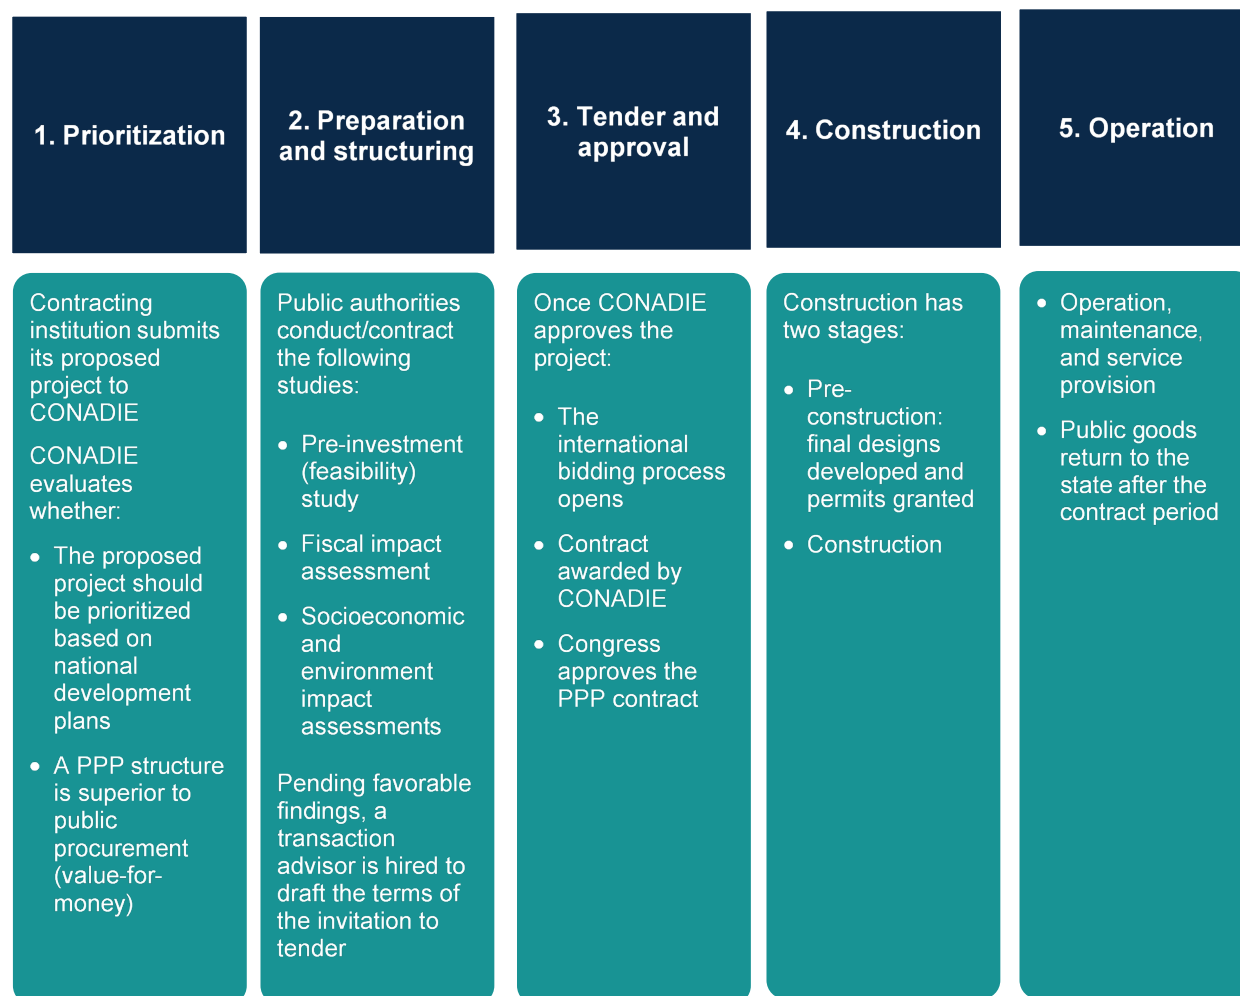 1. Prioritization
Contracting
institution submits
its proposed
project to
CONADIE
CONADIE
evaluates
whether:
• The proposed
project should
be prioritized
based on
national
development
plans
• A PPP structure
is superior to
public
procurement
(value-for-
money)
2. Preparation
and structuring
Public authorities
conduct/contract
the following
studies:
• Pre-investment
(feasibility)
study
• Fiscal impact
assessment
• Socioeconomic
and
environment
impact
assessments
Pending favorable
findings, a
transaction
advisor is hired to
draft the terms of
the invitation to
tender
3. Tender and
approval
Once CONADIE
approves the
project:
• The
international
bidding process
opens
• Contract
awarded by
CONADIE
• Congress
approves the
PPP contract
4. Construction
Construction has
two stages:
• Pre-
construction:
final designs
developed and
permits granted
• Construction
5. Operation
• Operation,
maintenance,
and service
provision
• Public goods
return to the
state after the
contract period